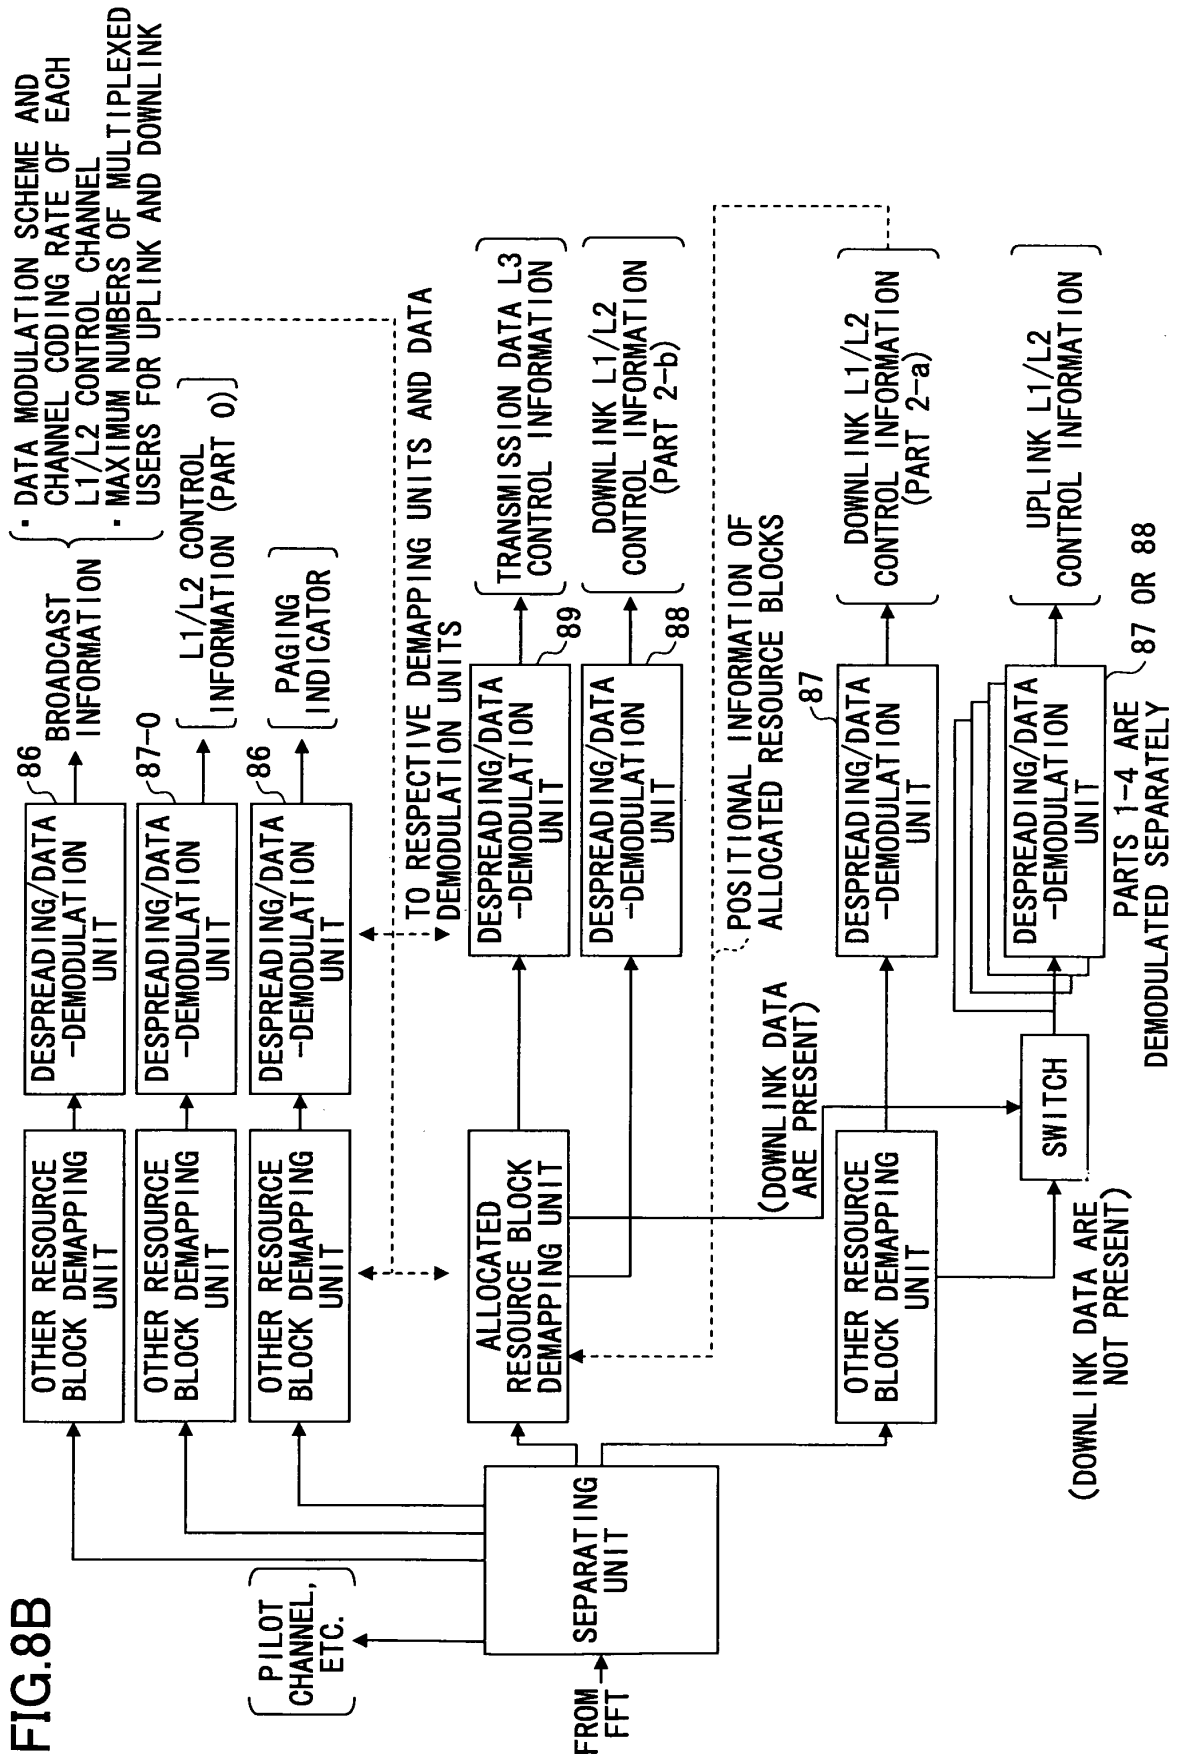 FIG.8B
FROM
FFT
SEPARATING
UNIT
PILOT
CHANNEL,
ETC.
OTHER RESOURCE
BLOCK DEMAPPING
UNIT
DESPREADING/DATA
-DEMODULATION
UNIT
86
BROADCAST
INFORMATION
· DATA MODULATION SCHEME AND
CHANNEL CODING RATE OF EACH
L1/L2 CONTROL CHANNEL
· MAXIMUM NUMBERS OF MULTIPLEXED
USERS FOR UPLINK AND DOWNLINK
OTHER RESOURCE
BLOCK DEMAPPING
UNIT
DESPREADING/DATA
-DEMODULATION
UNIT
87-0
L1/L2 CONTROL
INFORMATION (PART 0)
OTHER RESOURCE
BLOCK DEMAPPING
UNIT
DESPREADING/DATA
-DEMODULATION
UNIT
86
PAGING
INDICATOR
TO RESPECTIVE DEMAPPING UNITS AND DATA
DEMODULATION UNITS
ALLOCATED
RESOURCE BLOCK
DEMAPPING UNIT
DESPREADING/DATA
-DEMODULATION
UNIT
89
TRANSMISSION DATA L3
CONTROL INFORMATION
DESPREADING/DATA
-DEMODULATION
UNIT
88
DOWNLINK L1/L2
CONTROL INFORMATION
(PART 2-b)
POSITIONAL INFORMATION OF
ALLOCATED RESOURCE BLOCKS
(DOWNLINK DATA
ARE PRESENT)
OTHER RESOURCE
BLOCK DEMAPPING
UNIT
DESPREADING/DATA
-DEMODULATION
UNIT
87
DOWNLINK L1/L2
CONTROL INFORMATION
(PART 2-a)
(DOWNLINK DATA ARE
NOT PRESENT)
SWITCH
DESPREADING/DATA
-DEMODULATION
UNIT
87 OR 88
UPLINK L1/L2
CONTROL INFORMATION
PARTS 1-4 ARE
DEMODULATED SEPARATELY